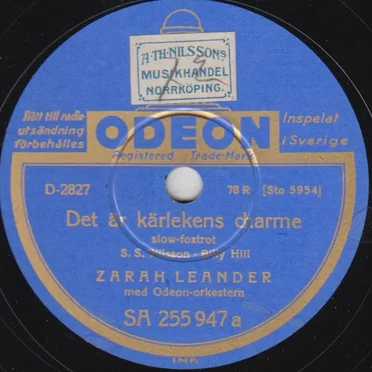 A-TH. NILSSONS
MUSIKHANDEL
NORRKÖPING.
Rätt till radio-
utsändning
förbehålles
ODEON
Inspelat
i Sverige
Registered Trade-Mark
D-2827
78 R
[Sto 5954]
Det är kärlekens charme
slow-foxtrot
S. S. Wilson - Billy Hill
ZARAH LEANDER
med Odeon-orkestern
SA 255 947 a
IMP.